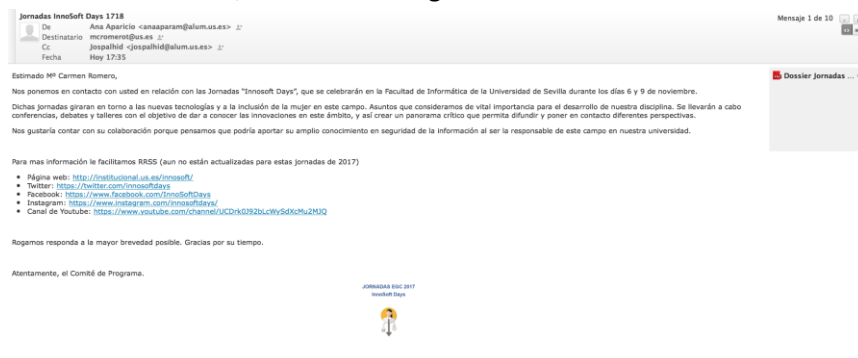 Jornadas InnoSoft Days 1718
Mensaje 1 de 10
De Ana Aparicio <anaaparam@alum.us.es>
Destinatario mcromerot@us.es
Cc jospalhid <jospalhid@alum.us.es>
Fecha Hoy 17:35
Estimado Mª Carmen Romero,
Dossier Jornadas ...
Nos ponemos en contacto con usted en relación con las Jornadas "Innosoft Days", que se celebrarán en la Facultad de Informática de la Universidad de Sevilla durante los días 6 y 9 de noviembre.
Dichas jornadas giraran en torno a las nuevas tecnologías y a la inclusión de la mujer en este campo. Asuntos que consideramos de vital importancia para el desarrollo de nuestra disciplina. Se llevarán a cabo
conferencias, debates y talleres con el objetivo de dar a conocer las innovaciones en este ámbito, y así crear un panorama crítico que permita difundir y poner en contacto diferentes perspectivas.
Nos gustaría contar con su colaboración porque pensamos que podría aportar su amplio conocimiento en seguridad de la información al ser la responsable de este campo en nuestra universidad.
Para mas información le facilitamos RRSS (aun no están actualizadas para estas jornadas de 2017)
• Página web: http://institucional.us.es/innosoft/
• Twitter: https://twitter.com/innosoftdays
• Facebook: https://www.facebook.com/InnoSoftDays
• Instagram: https://www.instagram.com/innosoftdays/
• Canal de Youtube: https://www.youtube.com/channel/UCDrk0J92bLcWySdXcMu2MJQ
Rogamos responda a la mayor brevedad posible. Gracias por su tiempo.
Atentamente, el Comité de Programa.
JORNADAS EGC 2017
InnoSoft Days